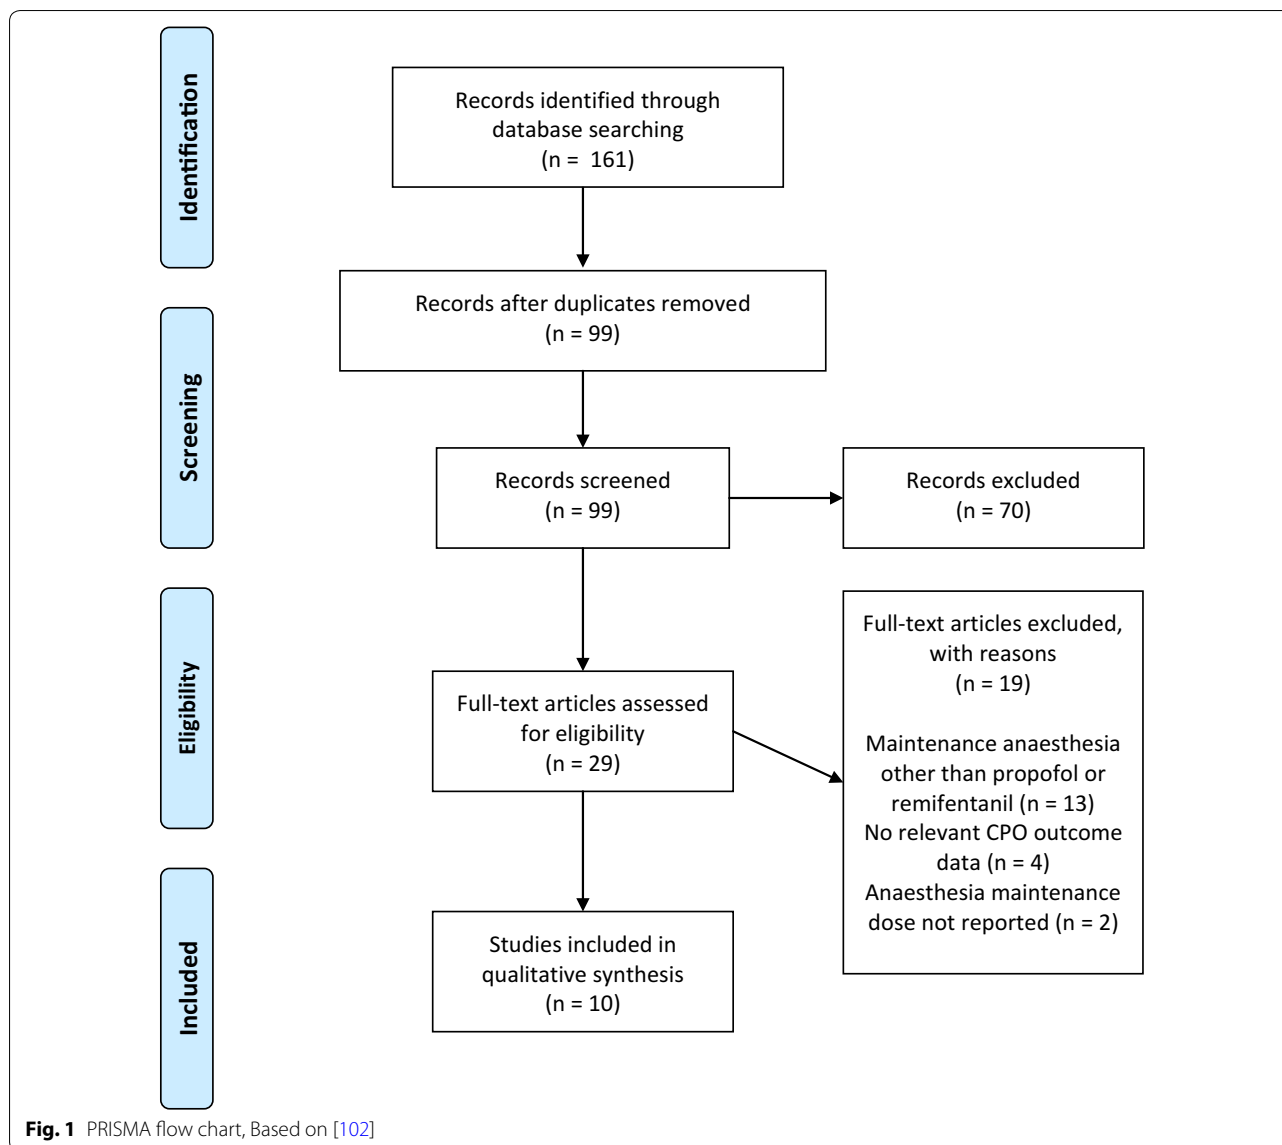 Identification
Records identified through
database searching
(n =  161)
Records after duplicates removed
(n = 99)
Screening
Records screened
(n = 99)
Records excluded
(n = 70)
Eligibility
Full-text articles assessed
for eligibility
(n = 29)
Full-text articles excluded,
with reasons
(n = 19)
Maintenance anaesthesia
other than propofol or
remifentanil (n = 13)
No relevant CPO outcome
data (n = 4)
Anaesthesia maintenance
dose not reported (n = 2)
Included
Studies included in
qualitative synthesis
(n = 10)
Fig. 1 PRISMA flow chart, Based on [102]